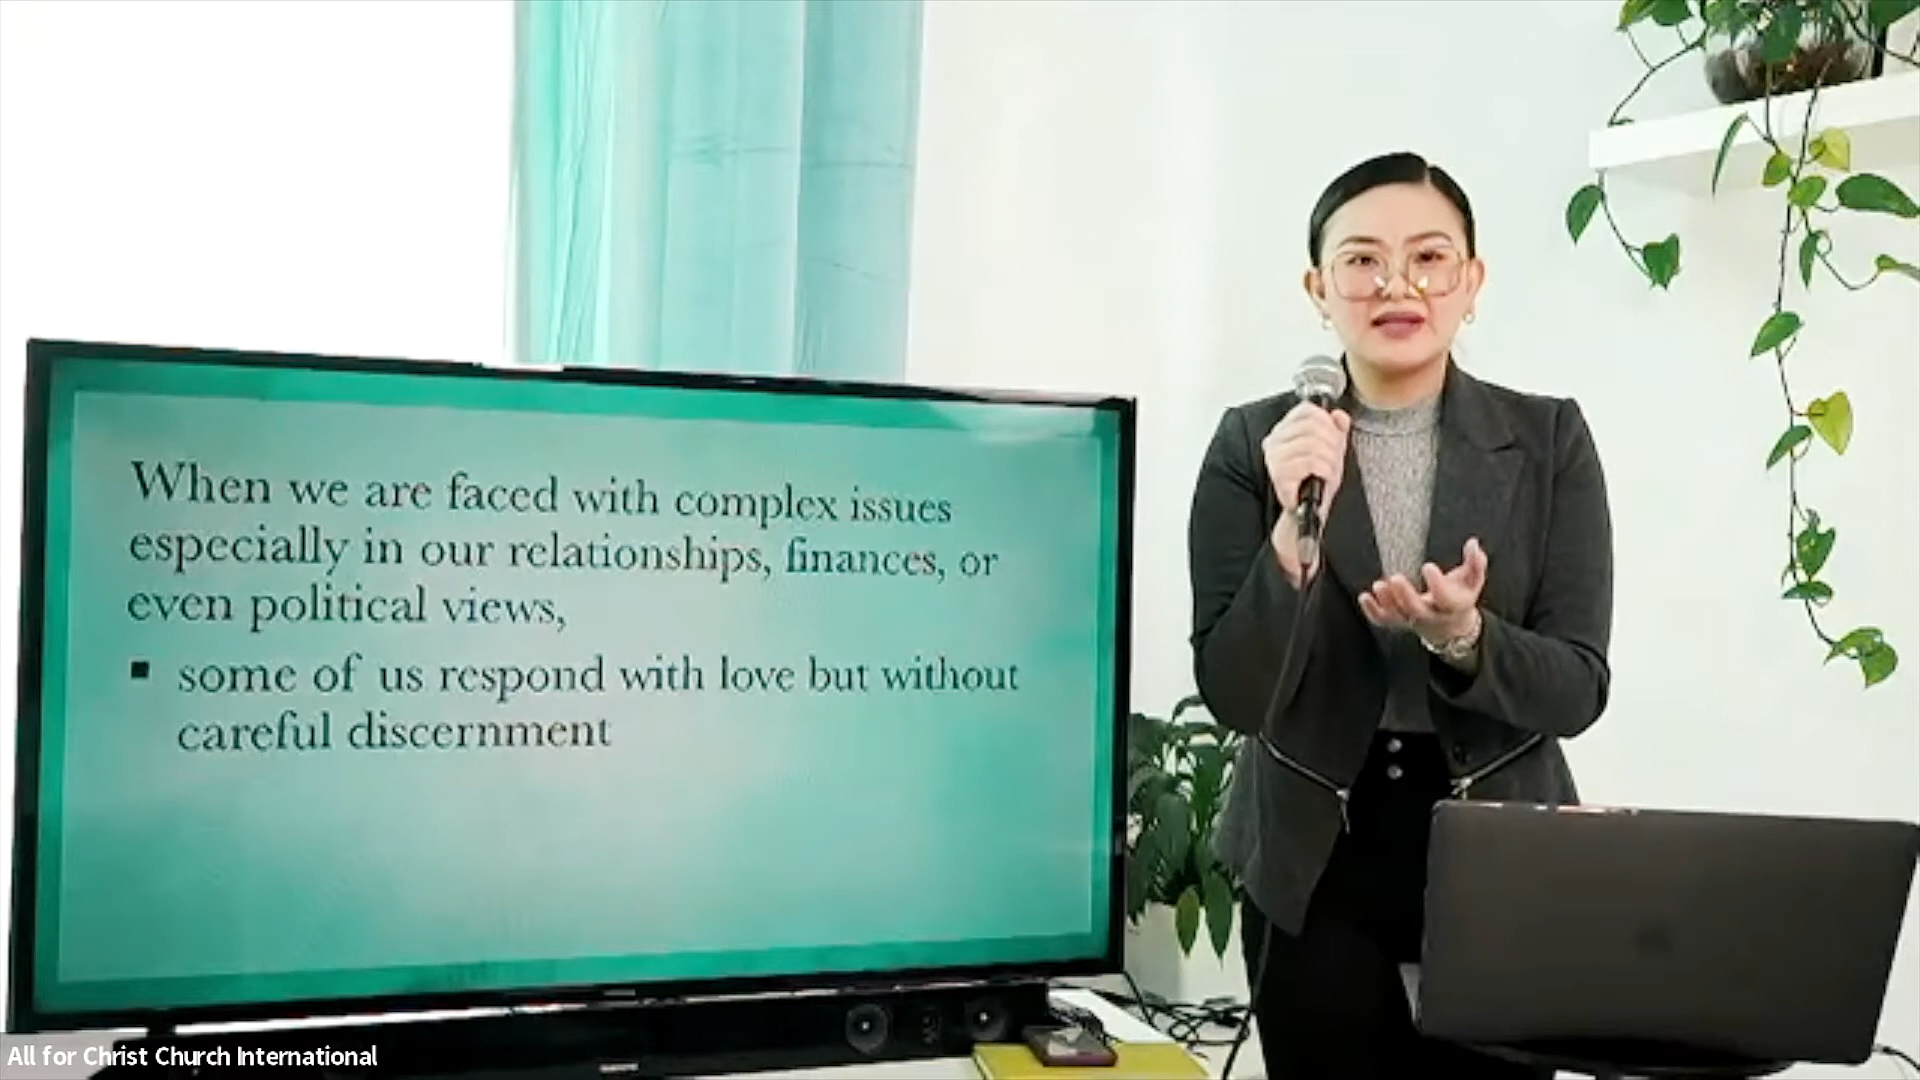 When we are faced with complex issues
especially in our relationships, finances, or
even political views,
▪ some of us respond with love but without
careful discernment
All for Christ Church International